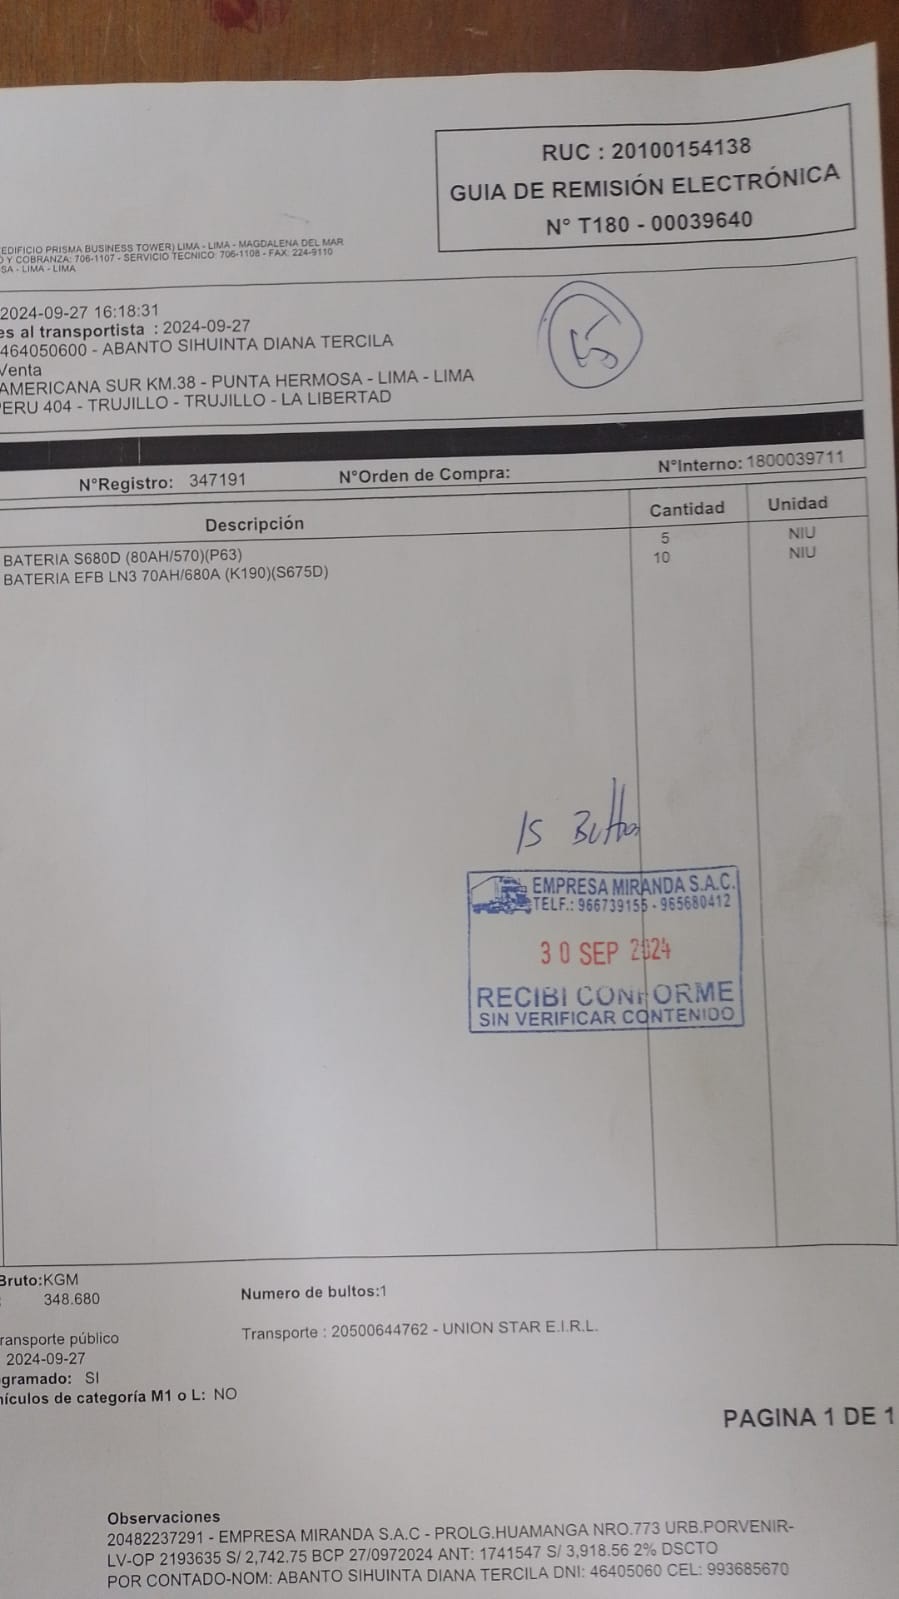 RUC : 20100154138
GUIA DE REMISIÓN ELECTRÓNICA
N° T180 - 00039640
EDIFICIO PRISMA BUSINESS TOWER) LIMA - LIMA - MAGDALENA DEL MAR
Y COBRANZA: 706-1107 - SERVICIO TECNICO: 706-1108 - FAX: 224-9110
SA - LIMA - LIMA
2024-09-27 16:18:31
es al transportista : 2024-09-27
464050600 - ABANTO SIHUINTA DIANA TERCILA
Venta
AMERICANA SUR KM.38 - PUNTA HERMOSA - LIMA - LIMA
PERU 404 - TRUJILLO - TRUJILLO - LA LIBERTAD
N°Registro: 347191 N°Orden de Compra: N°Interno: 1800039711
Descripción Cantidad Unidad
BATERIA S680D (80AH/570)(P63) 5 NIU
BATERIA EFB LN3 70AH/680A (K190)(S675D) 10 NIU
15
EMPRESA MIRANDA S.A.C.
TELF.: 966739155 - 965680412
30 SEP 2024
RECIBI CONFORME
SIN VERIFICAR CONTENIDO
Bruto:KGM
: 348.680
Numero de bultos:1
Transporte : 20500644762 - UNION STAR E.I.R.L.
ransporte público
2024-09-27
gramado: SI
hículos de categoría M1 o L: NO
PAGINA 1 DE 1
Observaciones
20482237291 - EMPRESA MIRANDA S.A.C - PROLG.HUAMANGA NRO.773 URB.PORVENIR-
LV-OP 2193635 S/ 2,742.75 BCP 27/0972024 ANT: 1741547 S/ 3,918.56 2% DSCTO
POR CONTADO-NOM: ABANTO SIHUINTA DIANA TERCILA DNI: 46405060 CEL: 993685670